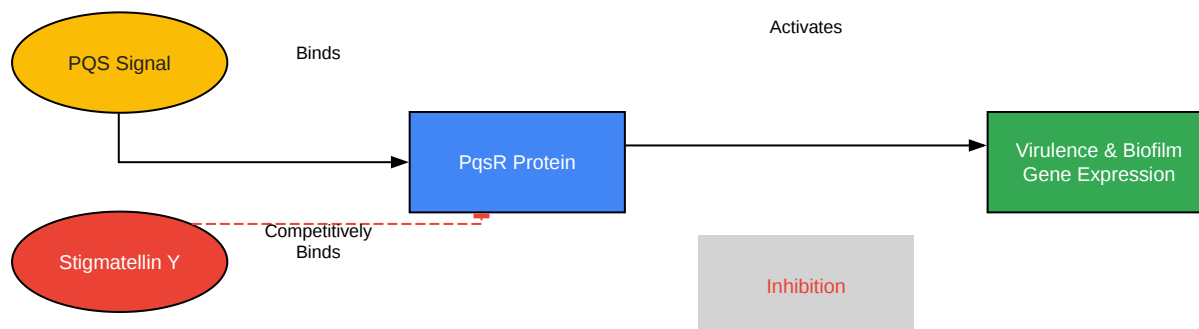 Activates
Binds
PQS Signal
PqsR Protein
Virulence & Biofilm
Gene Expression
Competitively
Binds
Stigmatellin Y
Inhibition